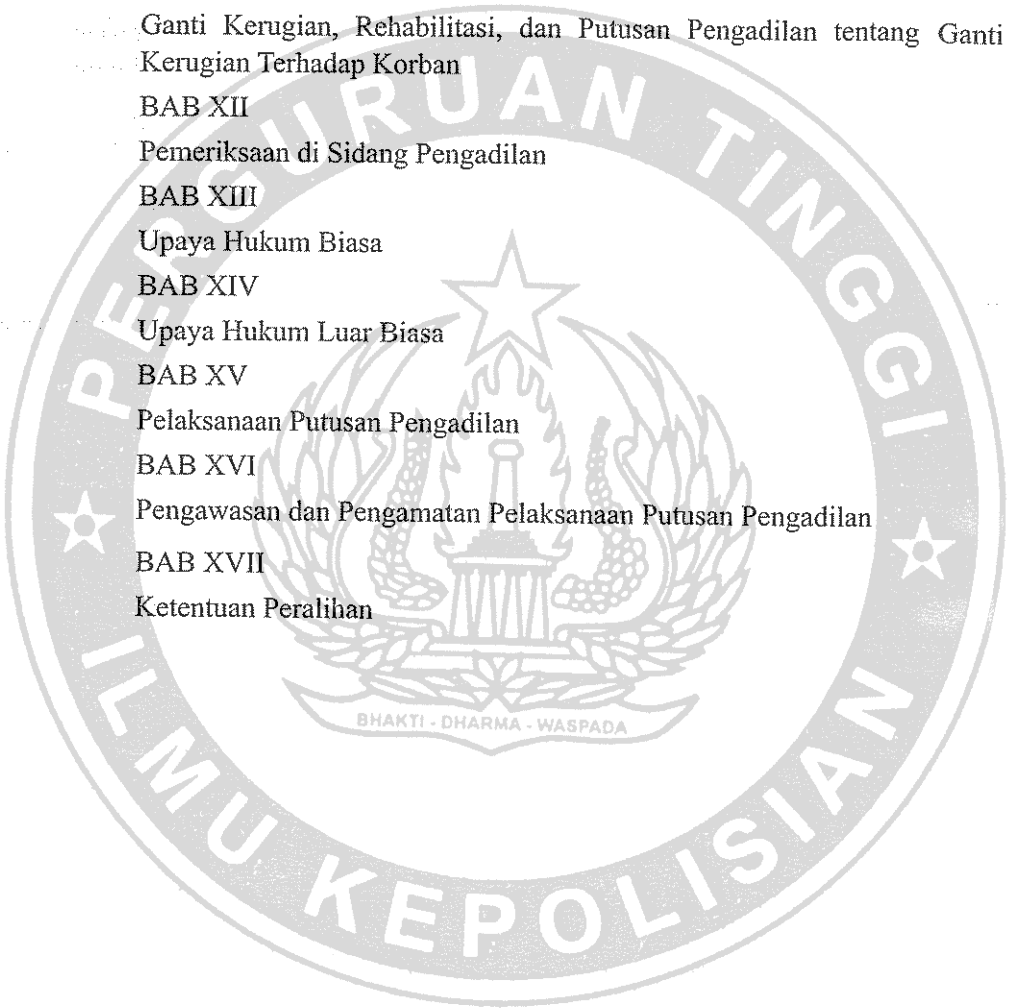 Ganti Kerugian, Rehabilitasi, dan Putusan Pengadilan tentang Ganti
Kerugian Terhadap Korban
BAB XII
Pemeriksaan di Sidang Pengadilan
BAB XIII
Upaya Hukum Biasa
BAB XIV
Upaya Hukum Luar Biasa
BAB XV
Pelaksanaan Putusan Pengadilan
BAB XVI
Pengawasan dan Pengamatan Pelaksanaan Putusan Pengadilan
BAB XVII
Ketentuan Peralihan
PERGURUAN TINGGI
ILMU KEPOLISIAN
BHAKTI - DHARMA - WASPADA